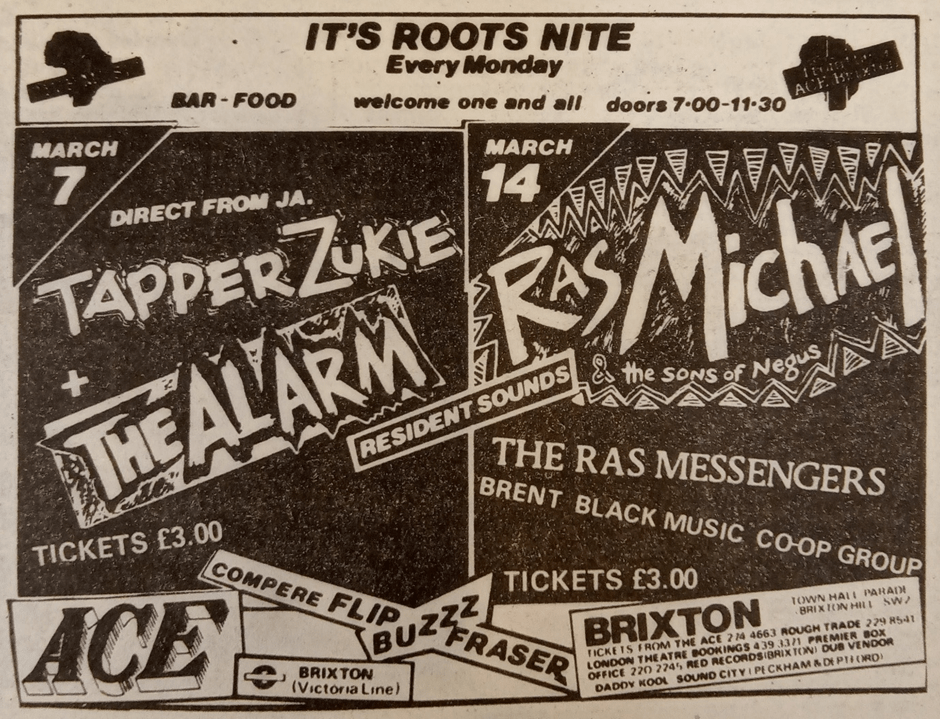 IT'S ROOTS NITE
Every Monday
BAR - FOOD welcome one and all doors 7·00-11·30
ACE BRIXTON
MARCH
7
DIRECT FROM JA.
TAPPER ZUKIE
+
THE ALARM
TICKETS £3.00
RESIDENT SOUNDS
MARCH
14
RAS MichAEl
& the SONS of Negus
THE RAS MESSENGERS
BRENT BLACK MUSIC CO-OP GROUP
TICKETS £3.00
ACE
COMPERE FLIP
BUZZZ
FRASER
BRIXTON
(Victoria Line)
BRIXTON
TOWN HALL PARADE
BRIXTON HILL SW2
TICKETS FROM THE ACE 274 4663 ROUGH TRADE 229 8541
LONDON THEATRE BOOKINGS 439 3371 PREMIER BOX
OFFICE 220 2245 RED RECORDS (BRIXTON) DUB VENDOR
DADDY KOOL SOUND CITY (PECKHAM & DEPTFORD)